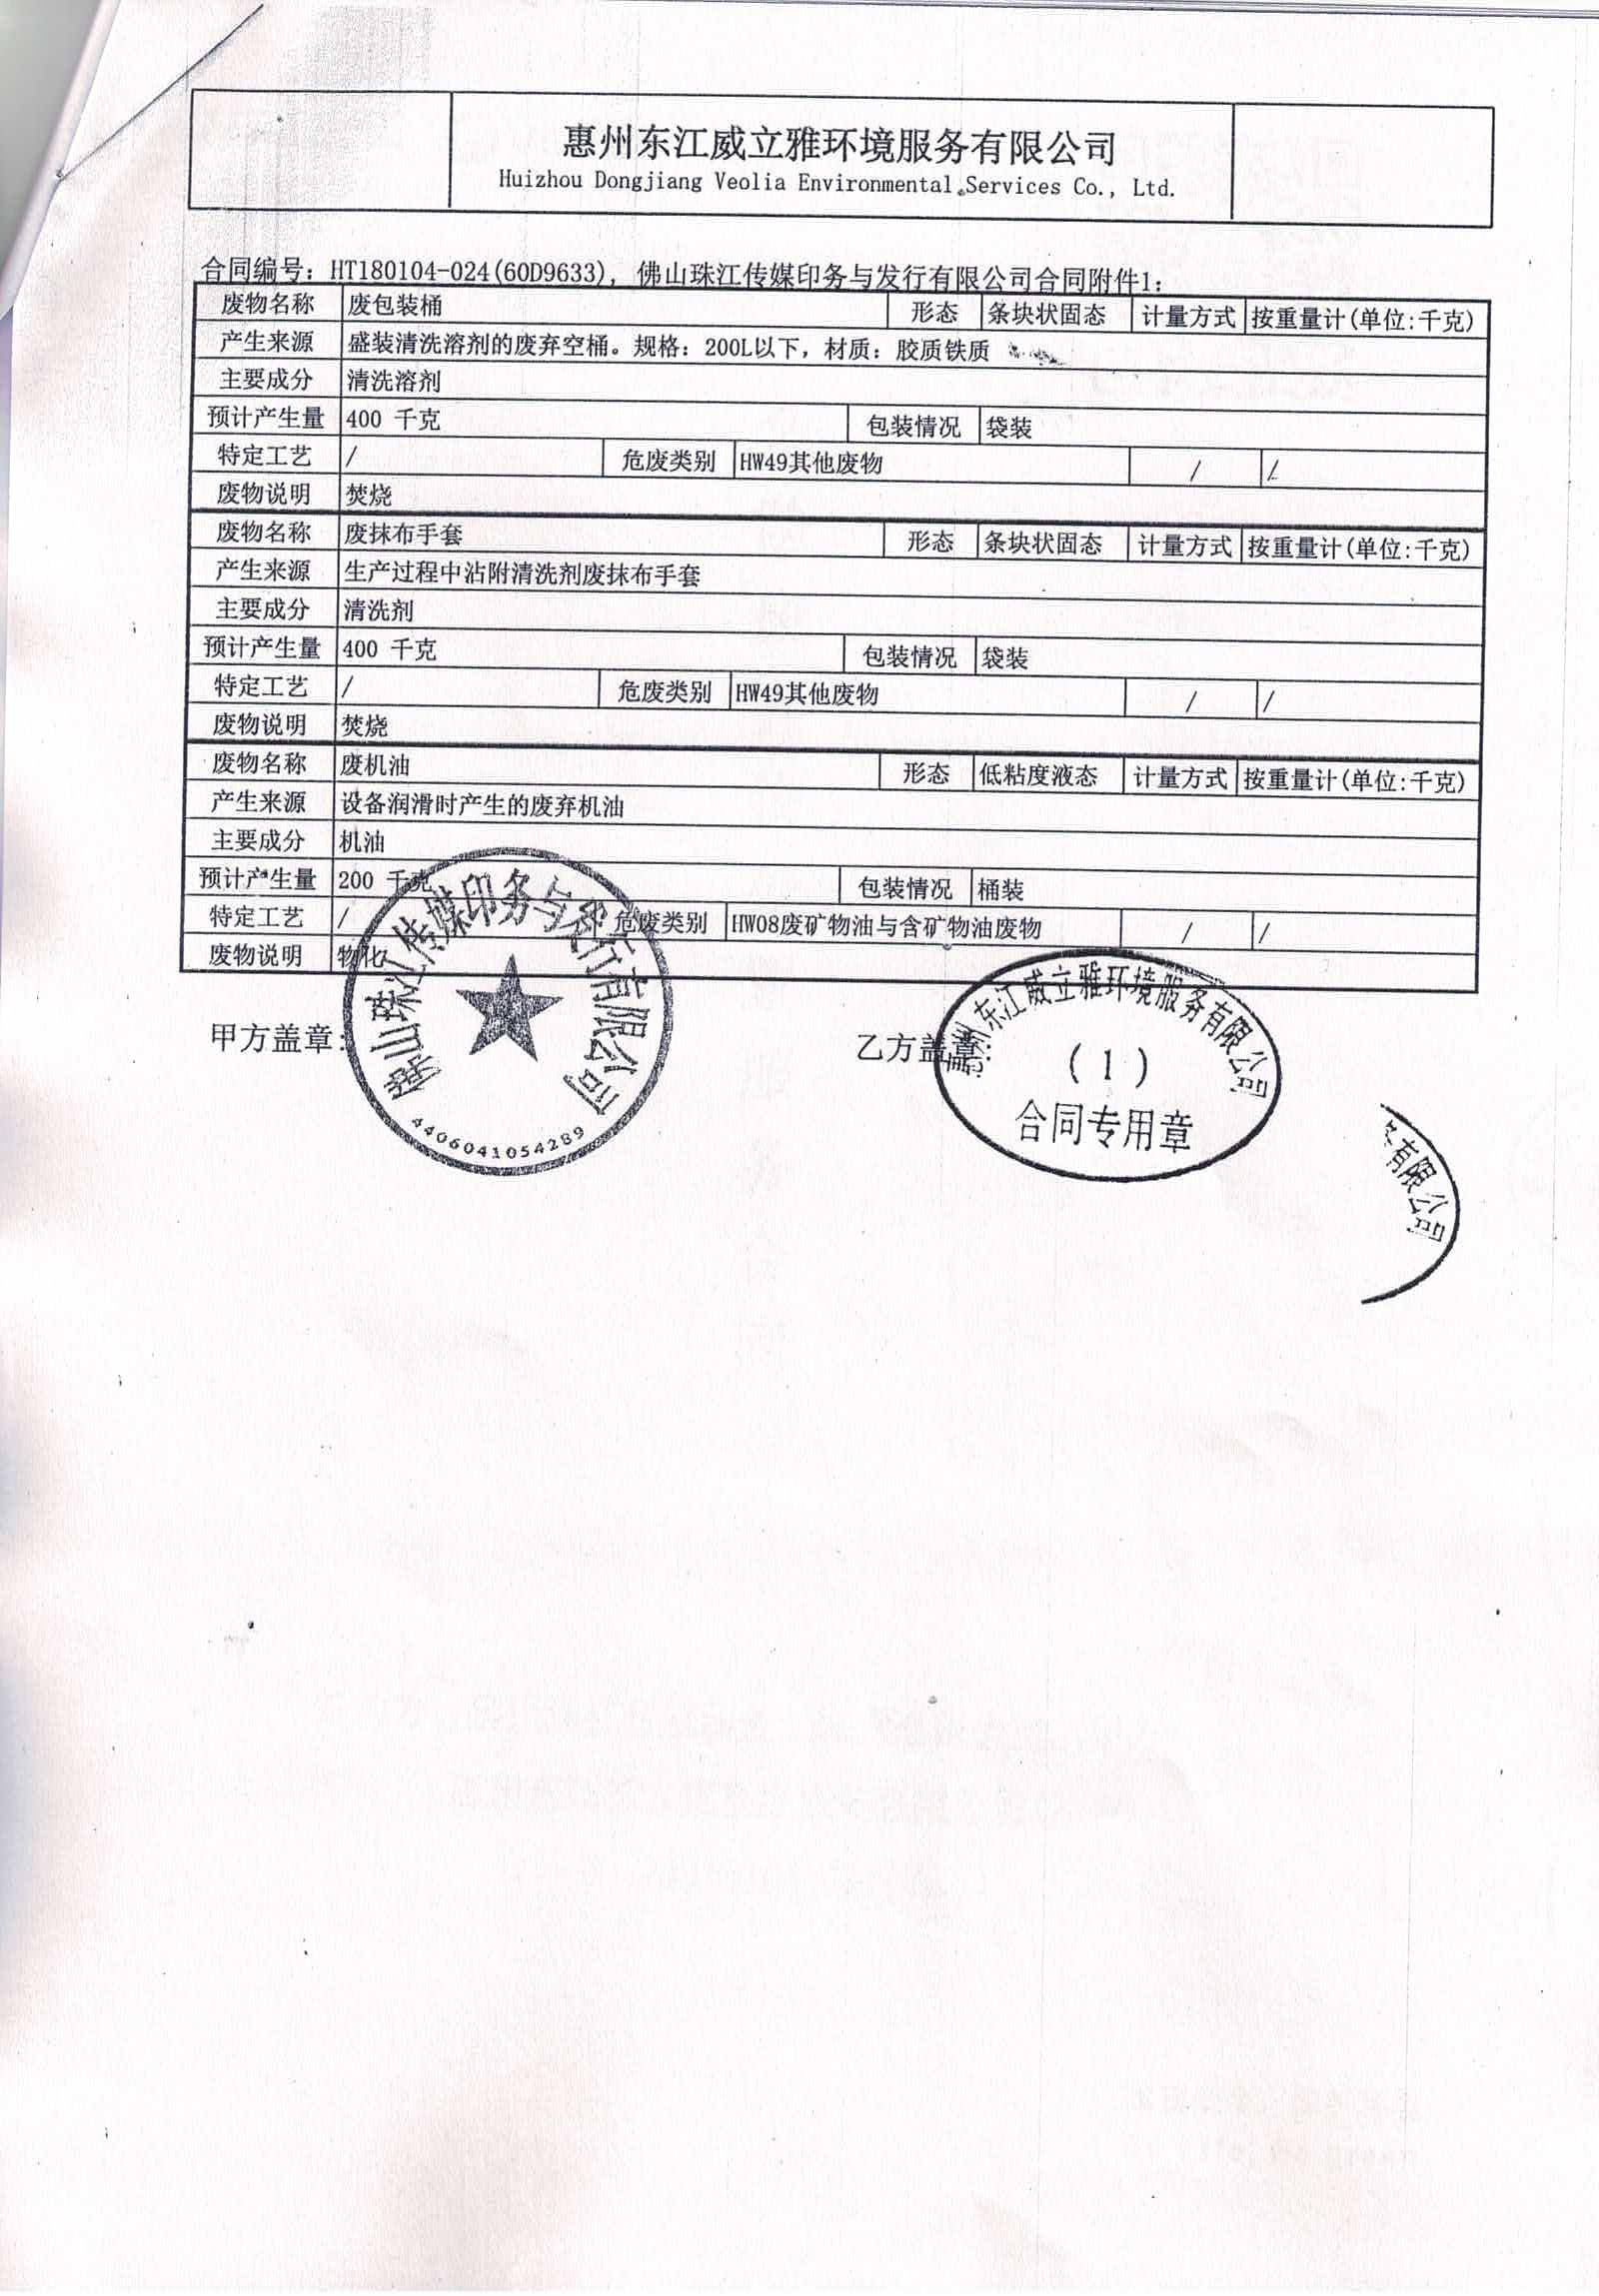 惠州东江威立雅环境服务有限公司
Huizhou Dongjiang Veolia Environmental Services Co., Ltd.
合同编号: HT180104-024(60D9633), 佛山珠江传媒印务与发行有限公司合同附件1:
废物名称 废包装桶 形态 条块状固态 计量方式 按重量计(单位:千克)
产生来源 盛装清洗溶剂的废弃空桶。规格: 200L以下, 材质: 胶质铁质
主要成分 清洗溶剂
预计产生量 400 千克 包装情况 袋装
特定工艺 / 危废类别 HW49其他废物 / /
废物说明 焚烧
废物名称 废抹布手套 形态 条块状固态 计量方式 按重量计(单位:千克)
产生来源 生产过程中沾附清洗剂废抹布手套
主要成分 清洗剂
预计产生量 400 千克 包装情况 袋装
特定工艺 / 危废类别 HW49其他废物 / /
废物说明 焚烧
废物名称 废机油 形态 低粘度液态 计量方式 按重量计(单位:千克)
产生来源 设备润滑时产生的废弃机油
主要成分 机油
预计产生量 200 千克 包装情况 桶装
特定工艺 / 危废类别 HW08废矿物油与含矿物油废物 / /
废物说明 物化
甲方盖章: 乙方盖章:
佛山珠江传媒印务与发行有限公司
4406041054289
惠州东江威立雅环境服务有限公司
(1)
合同专用章
有限公司